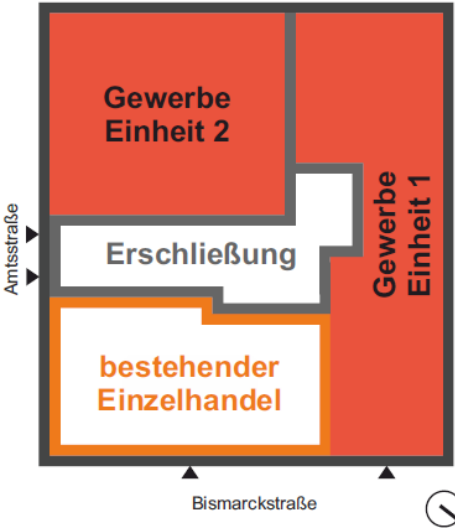 Gewerbe
Einheit 2
Gewerbe
Einheit 1
Amtsstraße
Erschließung
bestehender
Einzelhandel
Bismarckstraße